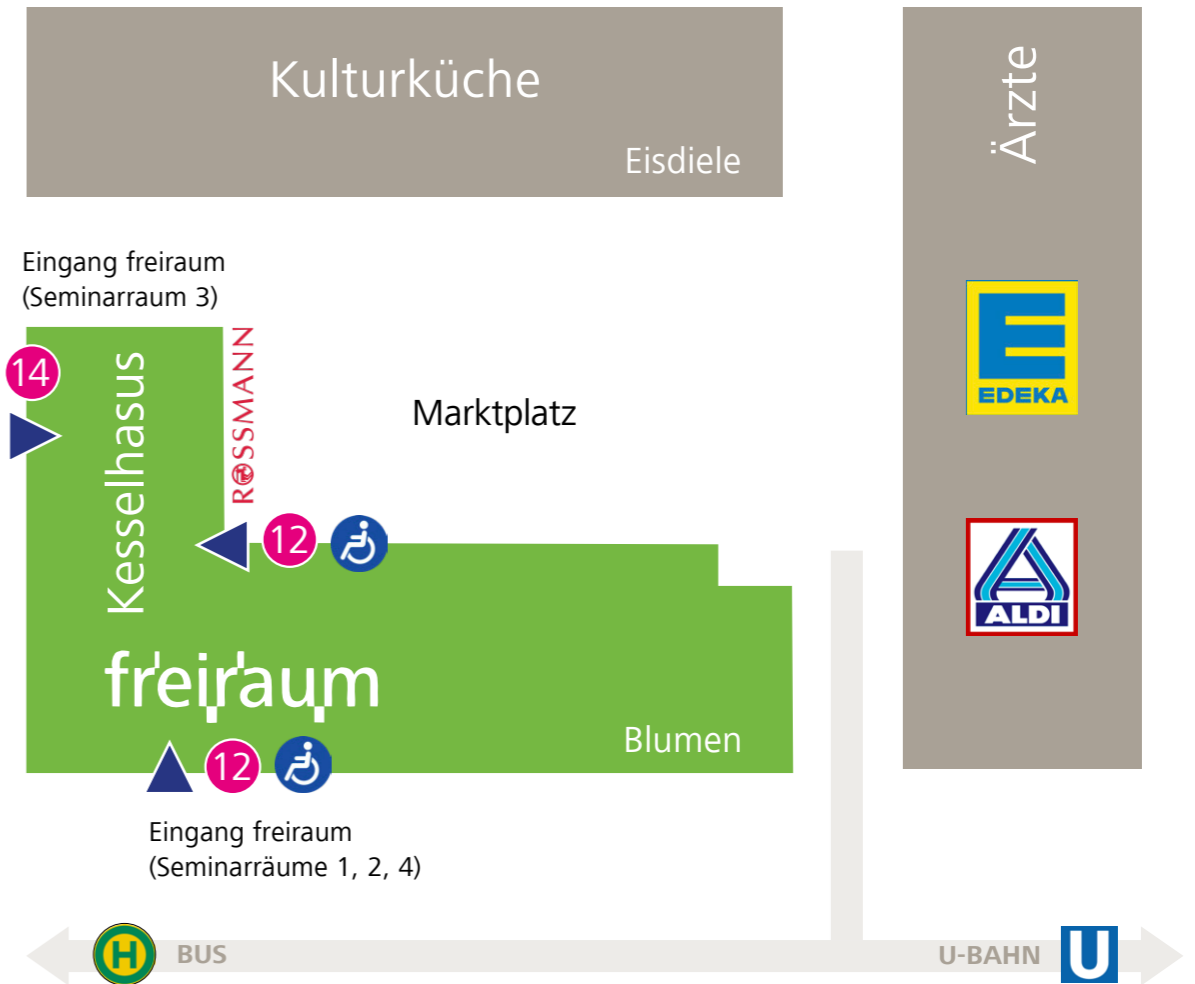 Kulturküche
Eisdiele
Ärzte
Eingang freiraum
(Seminarraum 3)
14
Kesselhasus
ROSSMANN
Marktplatz
EDEKA
12
ALDI
freiraum
Blumen
12
Eingang freiraum
(Seminarräume 1, 2, 4)
H BUS
U-BAHN U